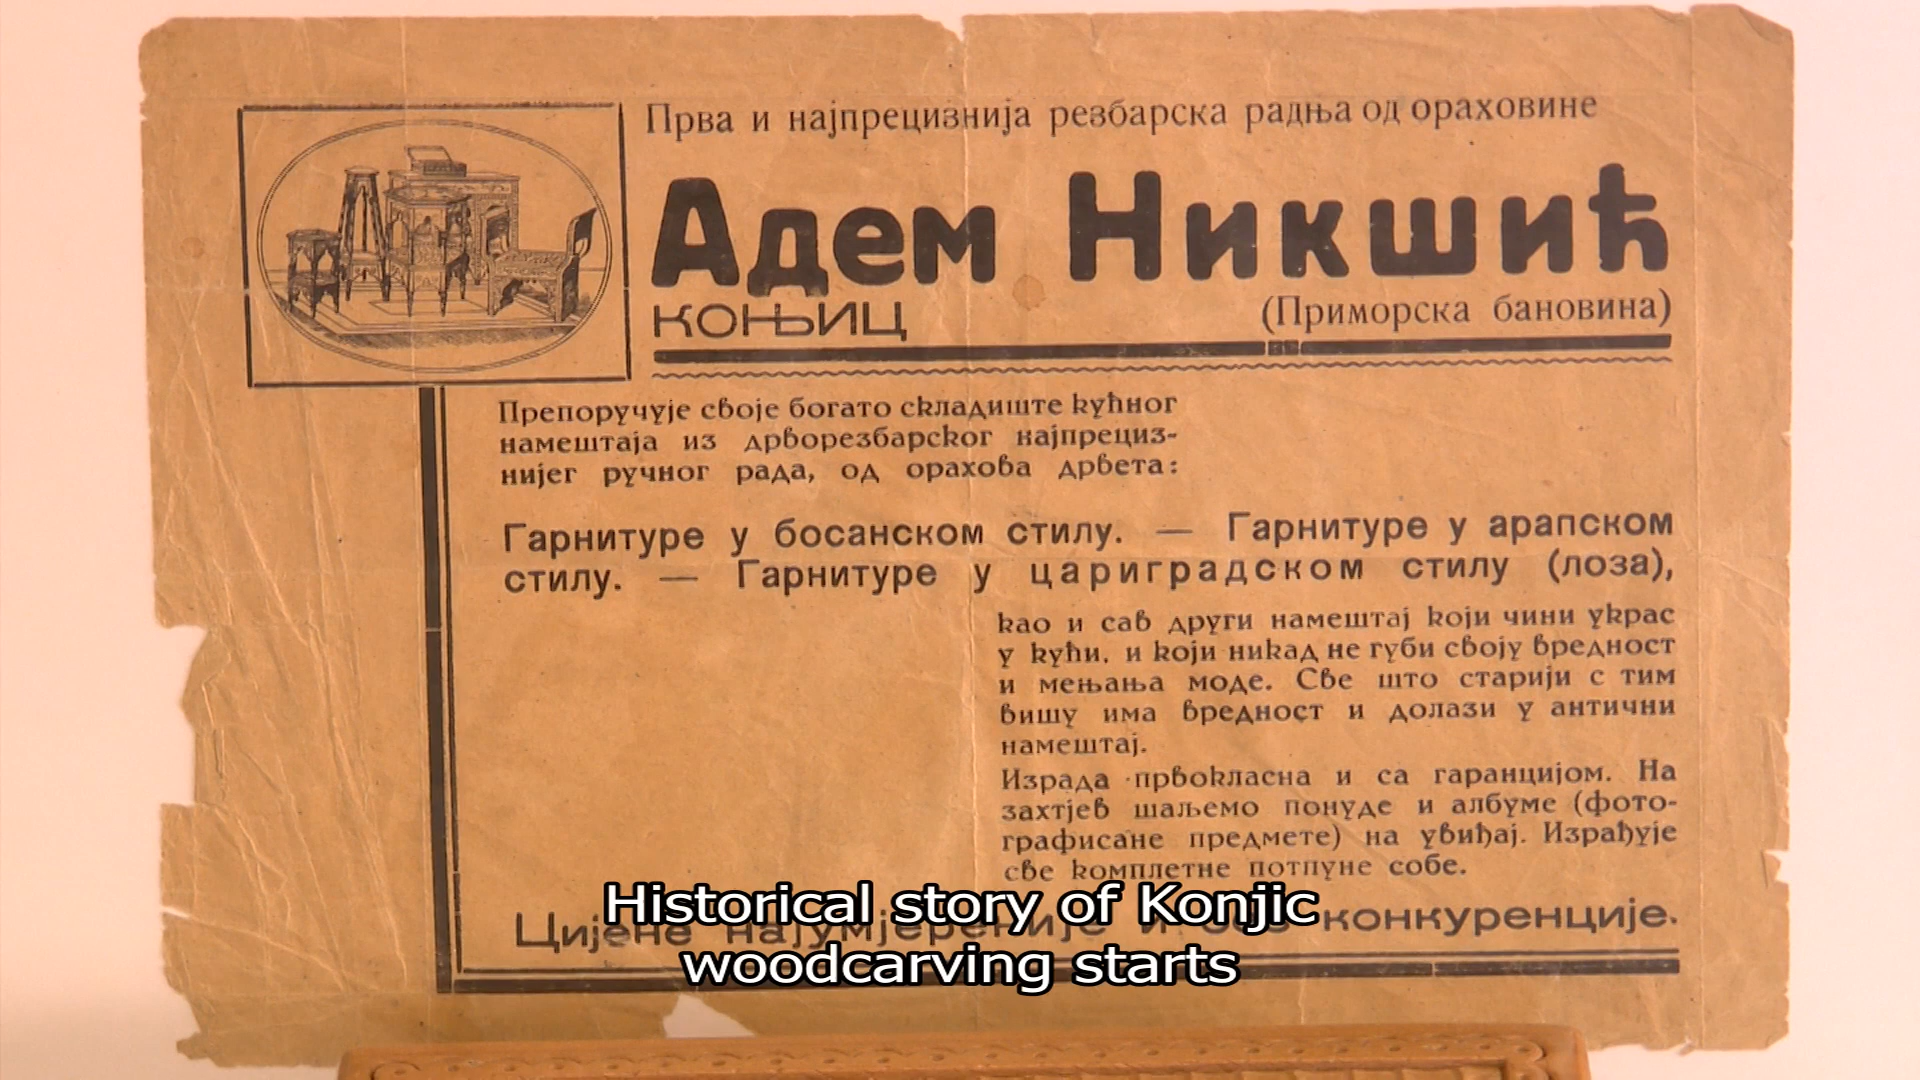 Прва и најпрецизнија резбарска радња од ораховине
Адем Никшић
КОЊИЦ
(Приморска бановина)
Препоручује своје богато складиште кућног
намештаја из дрворезбарског најпрециз-
нијег ручног рада, од орахова дрвета:
Гарнитуре у босанском стилу. — Гарнитуре у арапском
стилу. — Гарнитуре у цариградском стилу (лоза),
као и сав други намештај који чини украс
у кући, и који никад не губи своју вредност
и мењања моде. Све што старији с тим
вишу има вредност и долази у антични
намештај.
Израда првокласна и са гаранцијом. На
захтјев шаљемо понуде и албуме (фото-
графисане предмете) на увиђај. Израђује
све комплетне потпуне собе.
Цијене најумјереније и без конкуренције.
Historical story of Konjic
woodcarving starts